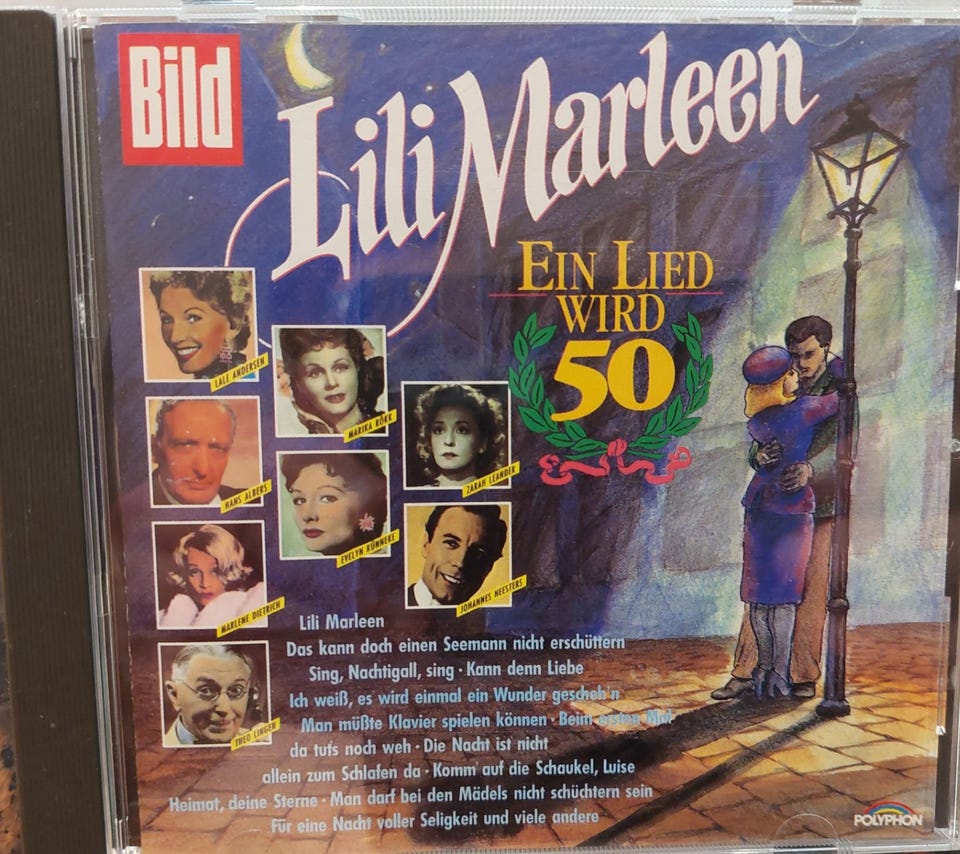 Bild
Lili Marleen
EIN LIED
WIRD
50
LALE ANDERSEN
MARIKA RÖKK
ZARAH LEANDER
HANS ALBERS
EVELYN KÜNNEKE
JOHANNES HEESTERS
MARLENE DIETRICH
THEO LINGEN
Lili Marleen
Das kann doch einen Seemann nicht erschüttern
Sing, Nachtigall, sing · Kann denn Liebe
Ich weiß, es wird einmal ein Wunder gescheh'n
Man müßte Klavier spielen können · Beim ersten Mal
da tuts noch weh · Die Nacht ist nicht
allein zum Schlafen da · Komm' auf die Schaukel, Luise
Heimat, deine Sterne · Man darf bei den Mädels nicht schüchtern sein
Für eine Nacht voller Seligkeit und viele andere
POLYPHON